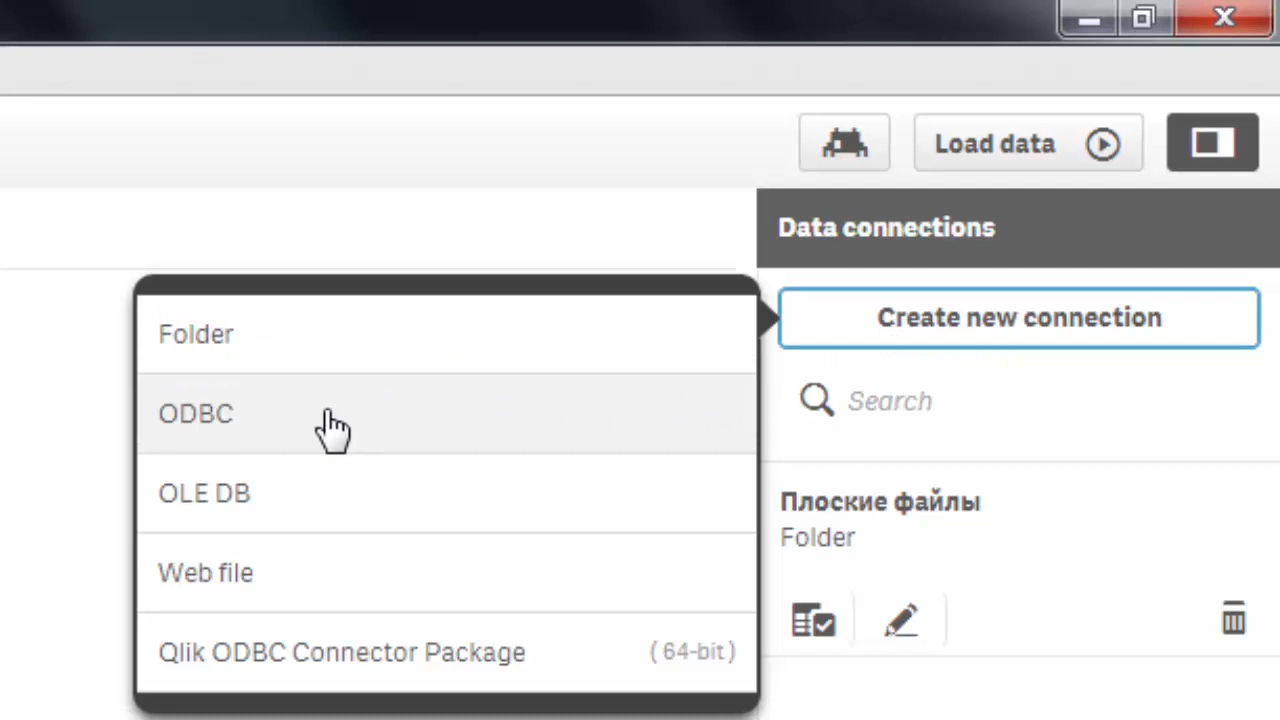 Load data
Data connections
Create new connection
Search
Плоские файлы
Folder
Folder
ODBC
OLE DB
Web file
Qlik ODBC Connector Package (64-bit)